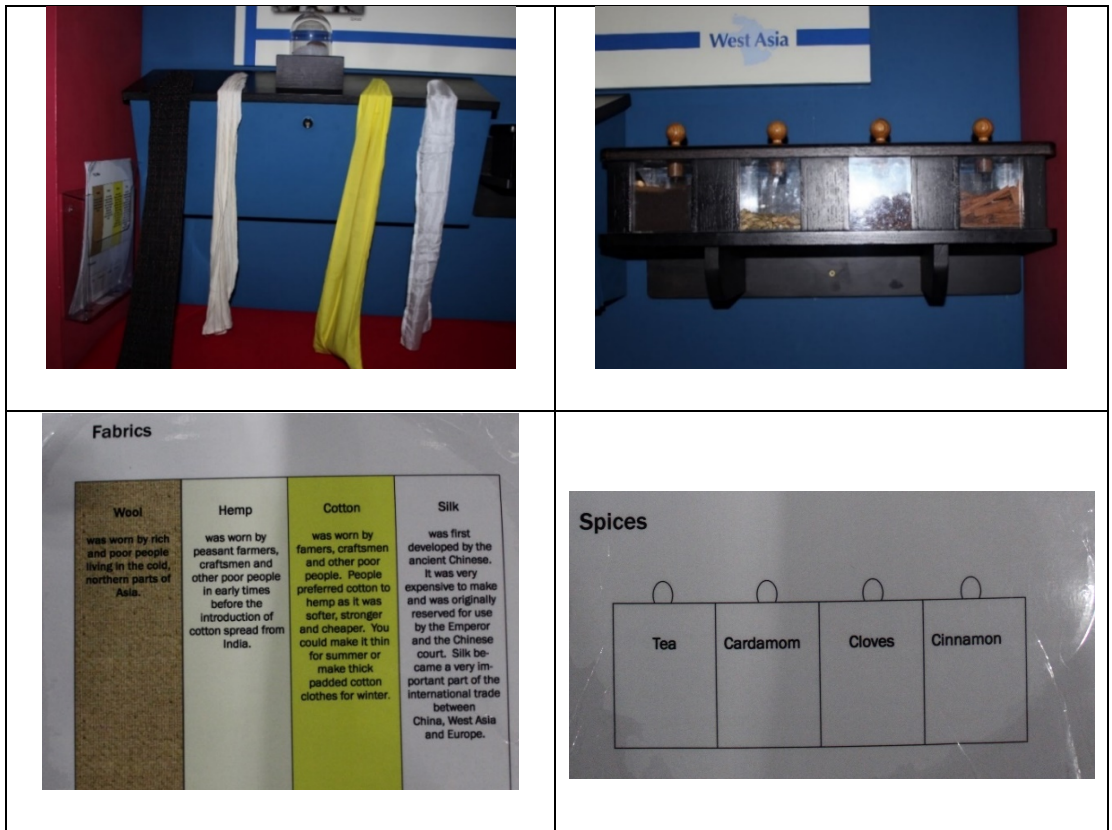 West Asia
Fabrics
Wool
was worn by rich
and poor people
living in the cold,
northern parts of
Asia.
Hemp
was worn by
peasant farmers,
craftsmen and
other poor people
in early times
before the
introduction of
cotton spread from
India.
Cotton
was worn by
famers, craftsmen
and other poor
people. People
preferred cotton to
hemp as it was
softer, stronger
and cheaper. You
could make it thin
for summer or
make thick
padded cotton
clothes for winter.
Silk
was first
developed by the
ancient Chinese.
It was very
expensive to make
and was originally
reserved for use
by the Emperor
and the Chinese
court. Silk be-
came a very im-
portant part of the
international trade
between
China, West Asia
and Europe.
Spices
Tea
Cardamom
Cloves
Cinnamon